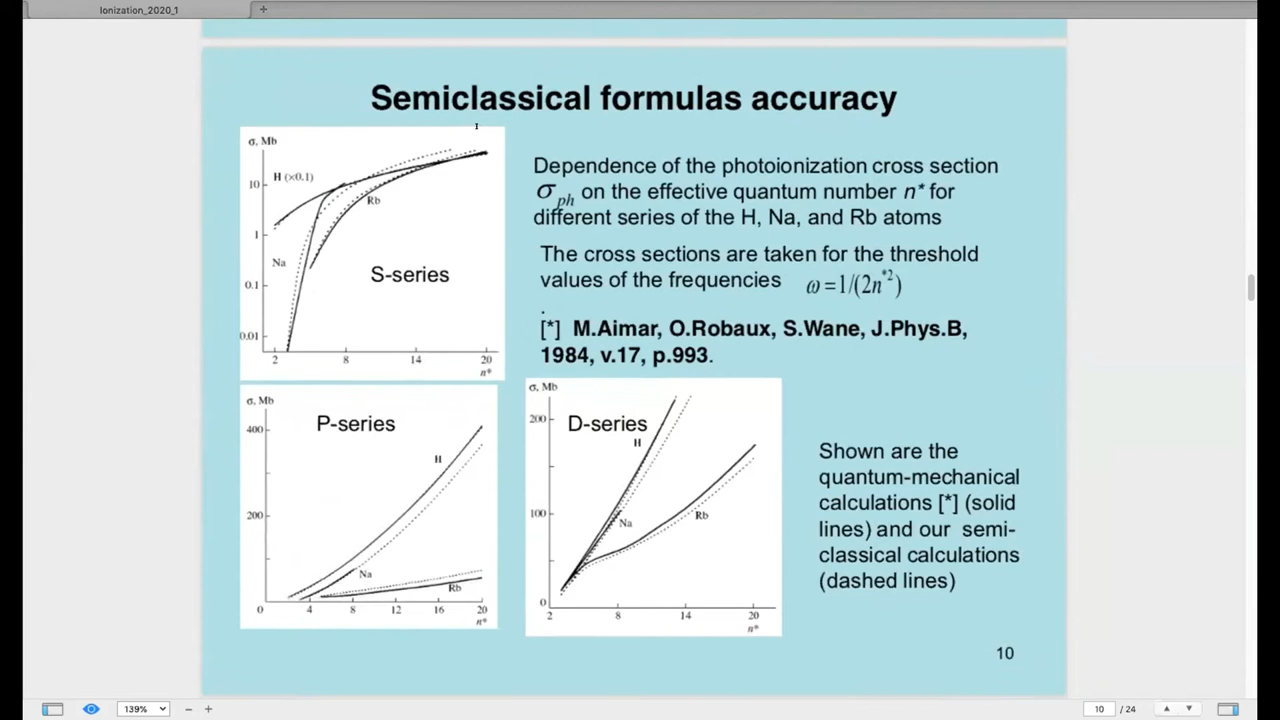 Ionization_2020_1
+
Semiclassical formulas accuracy
σ, Mb
10
1
0.1
0.01
H (×0.1)
Rb
Na
S-series
2 8 14 20
n*
Dependence of the photoionization cross section
σph on the effective quantum number n* for
different series of the H, Na, and Rb atoms
The cross sections are taken for the threshold
values of the frequencies ω=1/(2n*2)
.
[*] M.Aimar, O.Robaux, S.Wane, J.Phys.B,
1984, v.17, p.993.
σ, Mb
400
200
0
P-series
H
Na
Rb
4 8 12 16 20
n*
σ, Mb
200
100
0
D-series
H
Na
Rb
2 8 14 20
n*
Shown are the
quantum-mechanical
calculations [*] (solid
lines) and our semi-
classical calculations
(dashed lines)
10
139%
− +
10 / 24